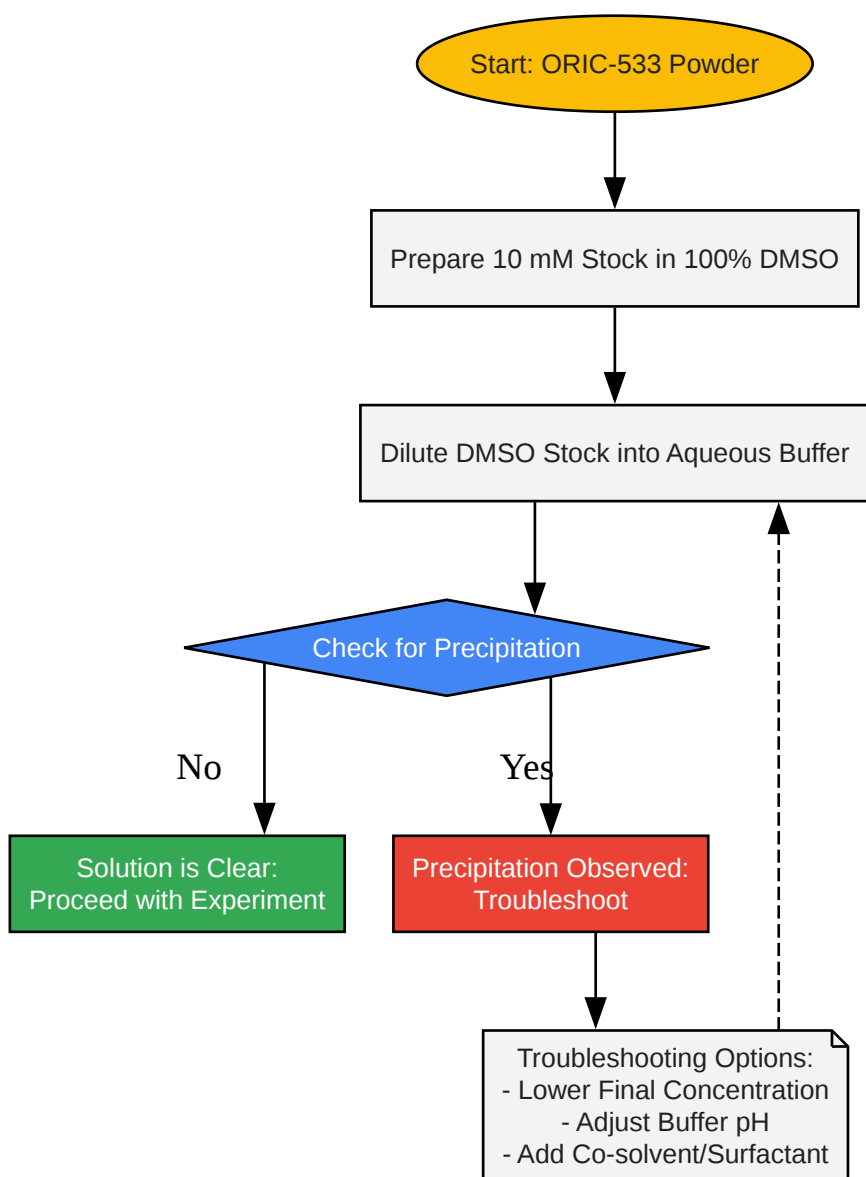 Start: ORIC-533 Powder
Prepare 10 mM Stock in 100% DMSO
Dilute DMSO Stock into Aqueous Buffer
Check for Precipitation
No
Yes
Solution is Clear:
Proceed with Experiment
Precipitation Observed:
Troubleshoot
Troubleshooting Options:
- Lower Final Concentration
- Adjust Buffer pH
- Add Co-solvent/Surfactant